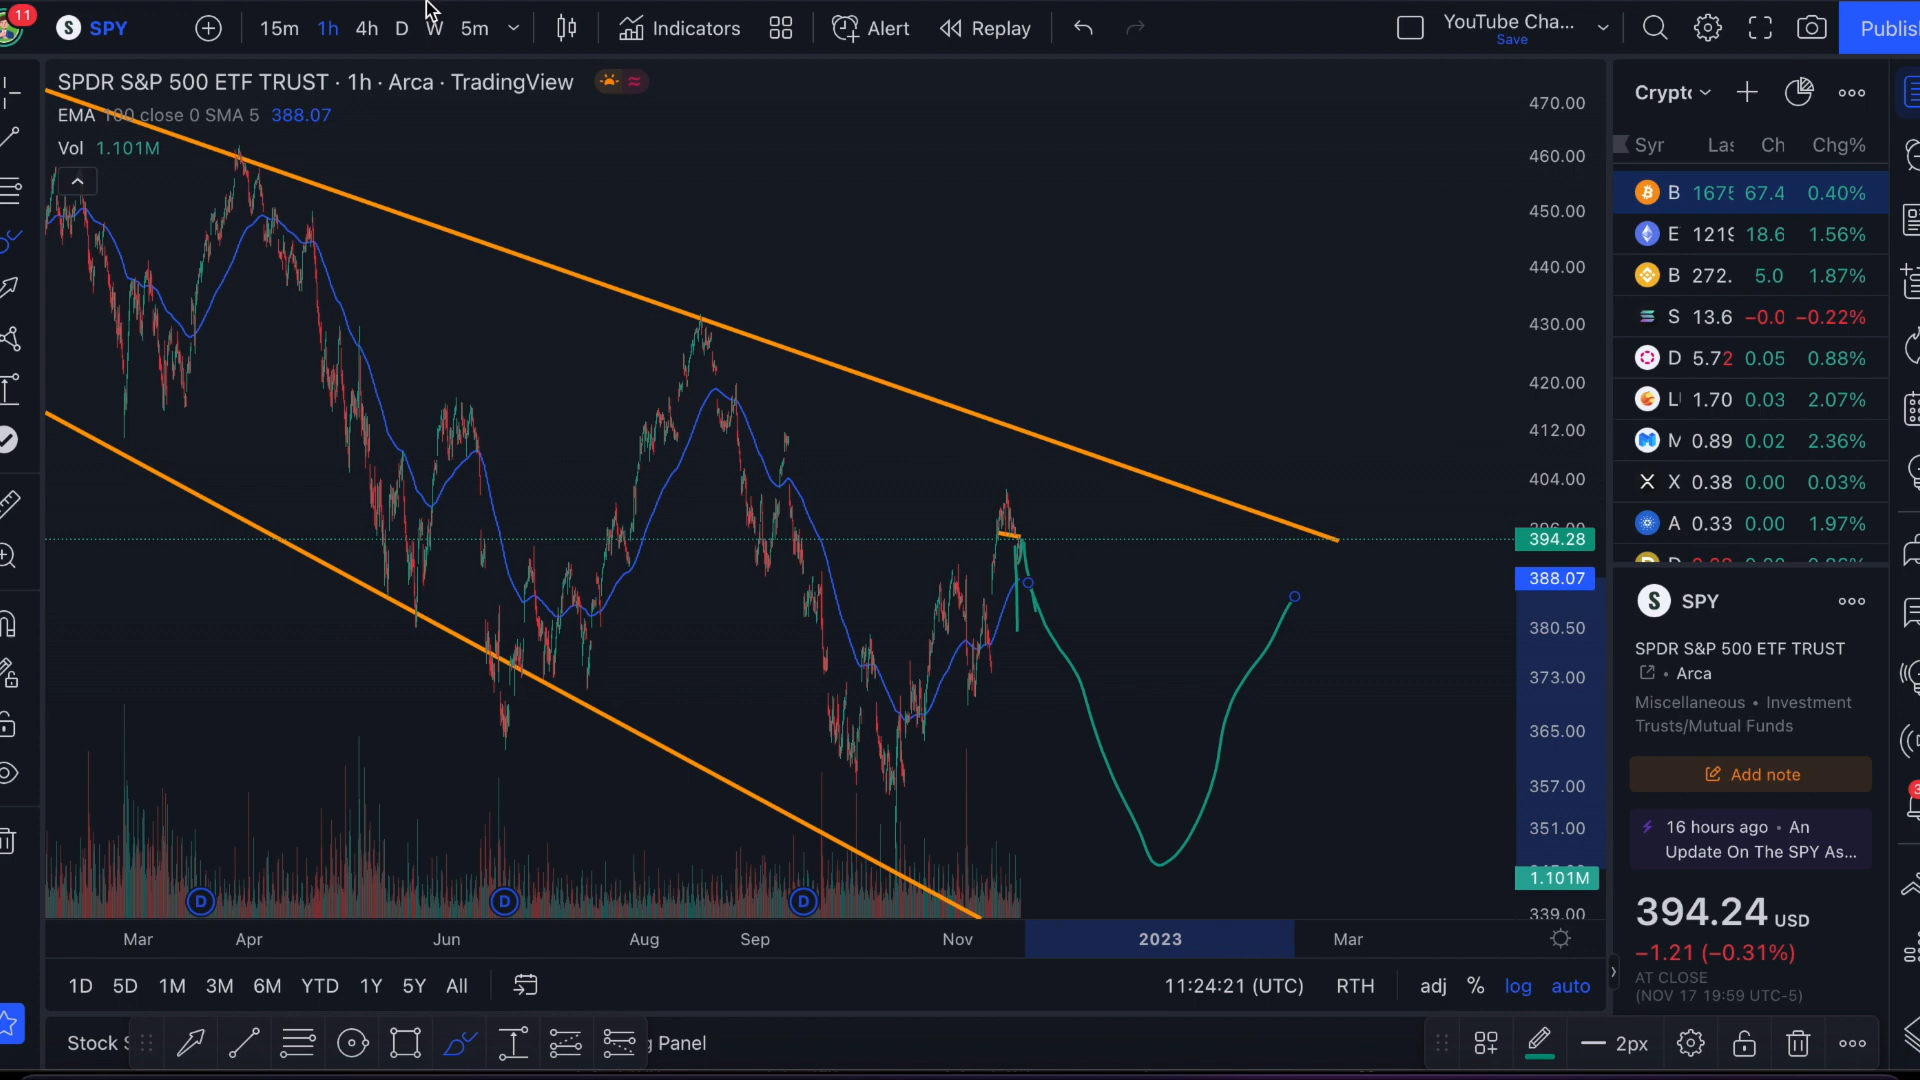 11
S SPY
15m 1h 4h D W 5m
Indicators
Alert
Replay
YouTube Cha...
Save
Publish
SPDR S&P 500 ETF TRUST · 1h · Arca · TradingView
EMA 100 close 0 SMA 5 388.07
Vol 1.101M
470.00
460.00
450.00
440.00
430.00
420.00
412.00
404.00
394.28
388.07
380.50
373.00
365.00
357.00
351.00
1.101M
339.00
D D D
Mar Apr Jun Aug Sep Nov 2023 Mar
1D 5D 1M 3M 6M YTD 1Y 5Y All
11:24:21 (UTC) RTH adj % log auto
Stock
Panel
2px
Crypto
Chg%
B 67.4 0.40%
E 18.6 1.56%
B 272. 5.0 1.87%
S 13.6 −0.0 −0.22%
D 5.72 0.05 0.88%
L 1.70 0.03 2.07%
M 0.89 0.02 2.36%
X 0.38 0.00 0.03%
A 0.33 0.00 1.97%
S SPY
SPDR S&P 500 ETF TRUST
• Arca
Miscellaneous • Investment
Trusts/Mutual Funds
Add note
16 hours ago • An
Update On The SPY As...
394.24 USD
−1.21 (−0.31%)
AT CLOSE
(NOV 17 19:59 UTC-5)